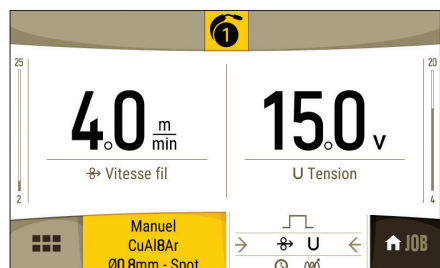 1
25
20
4.0 m/min
15.0 v
Vitesse fil
U Tension
2
4
Manuel
CuAl8Ar
Ø0.8mm - Spot
U
JOB